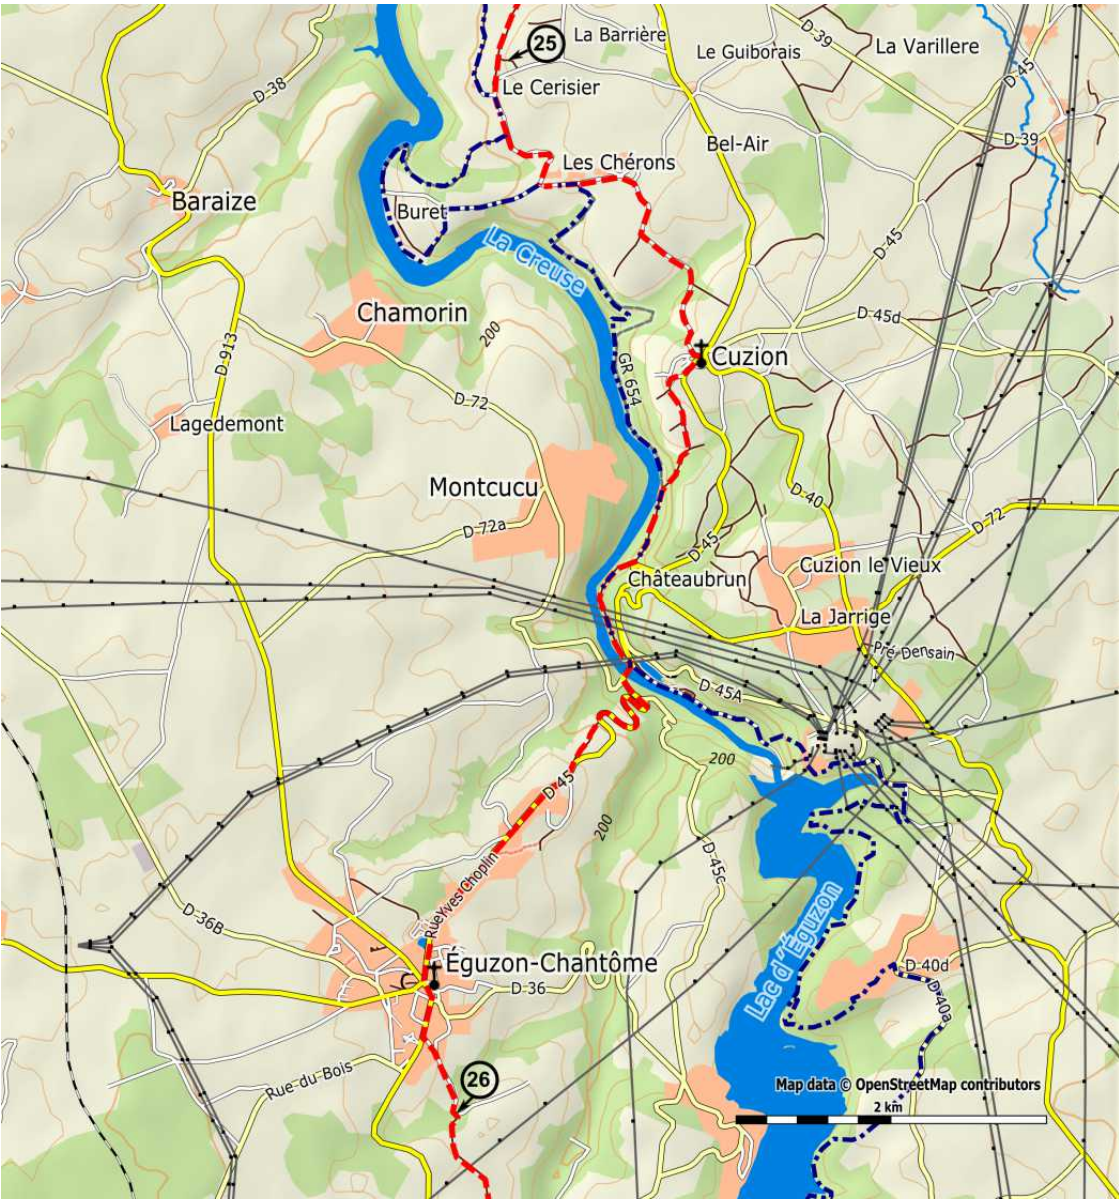 25
La Barrière
D-39
La Varillere
Le Guiborais
D-45
D-38
Le Cerisier
D-39
Bel-Air
Les Chérons
Baraize
Buret
La Creuse
D-45
Chamorin
200
D-45d
D-913
Cuzion
GR 654
D-72
Lagedemont
Montcucu
D-40
D-72a
D-72
D-45
Cuzion le Vieux
Châteaubrun
La Jarrige
Pré Densain
D-45A
200
D-45
200
D-45c
Rue Yves Choplin
Lac d'Éguzon
D-36B
Éguzon-Chantôme
D-36
D-40d
D-40a
Rue du Bois
26
Map data © OpenStreetMap contributors
2 km